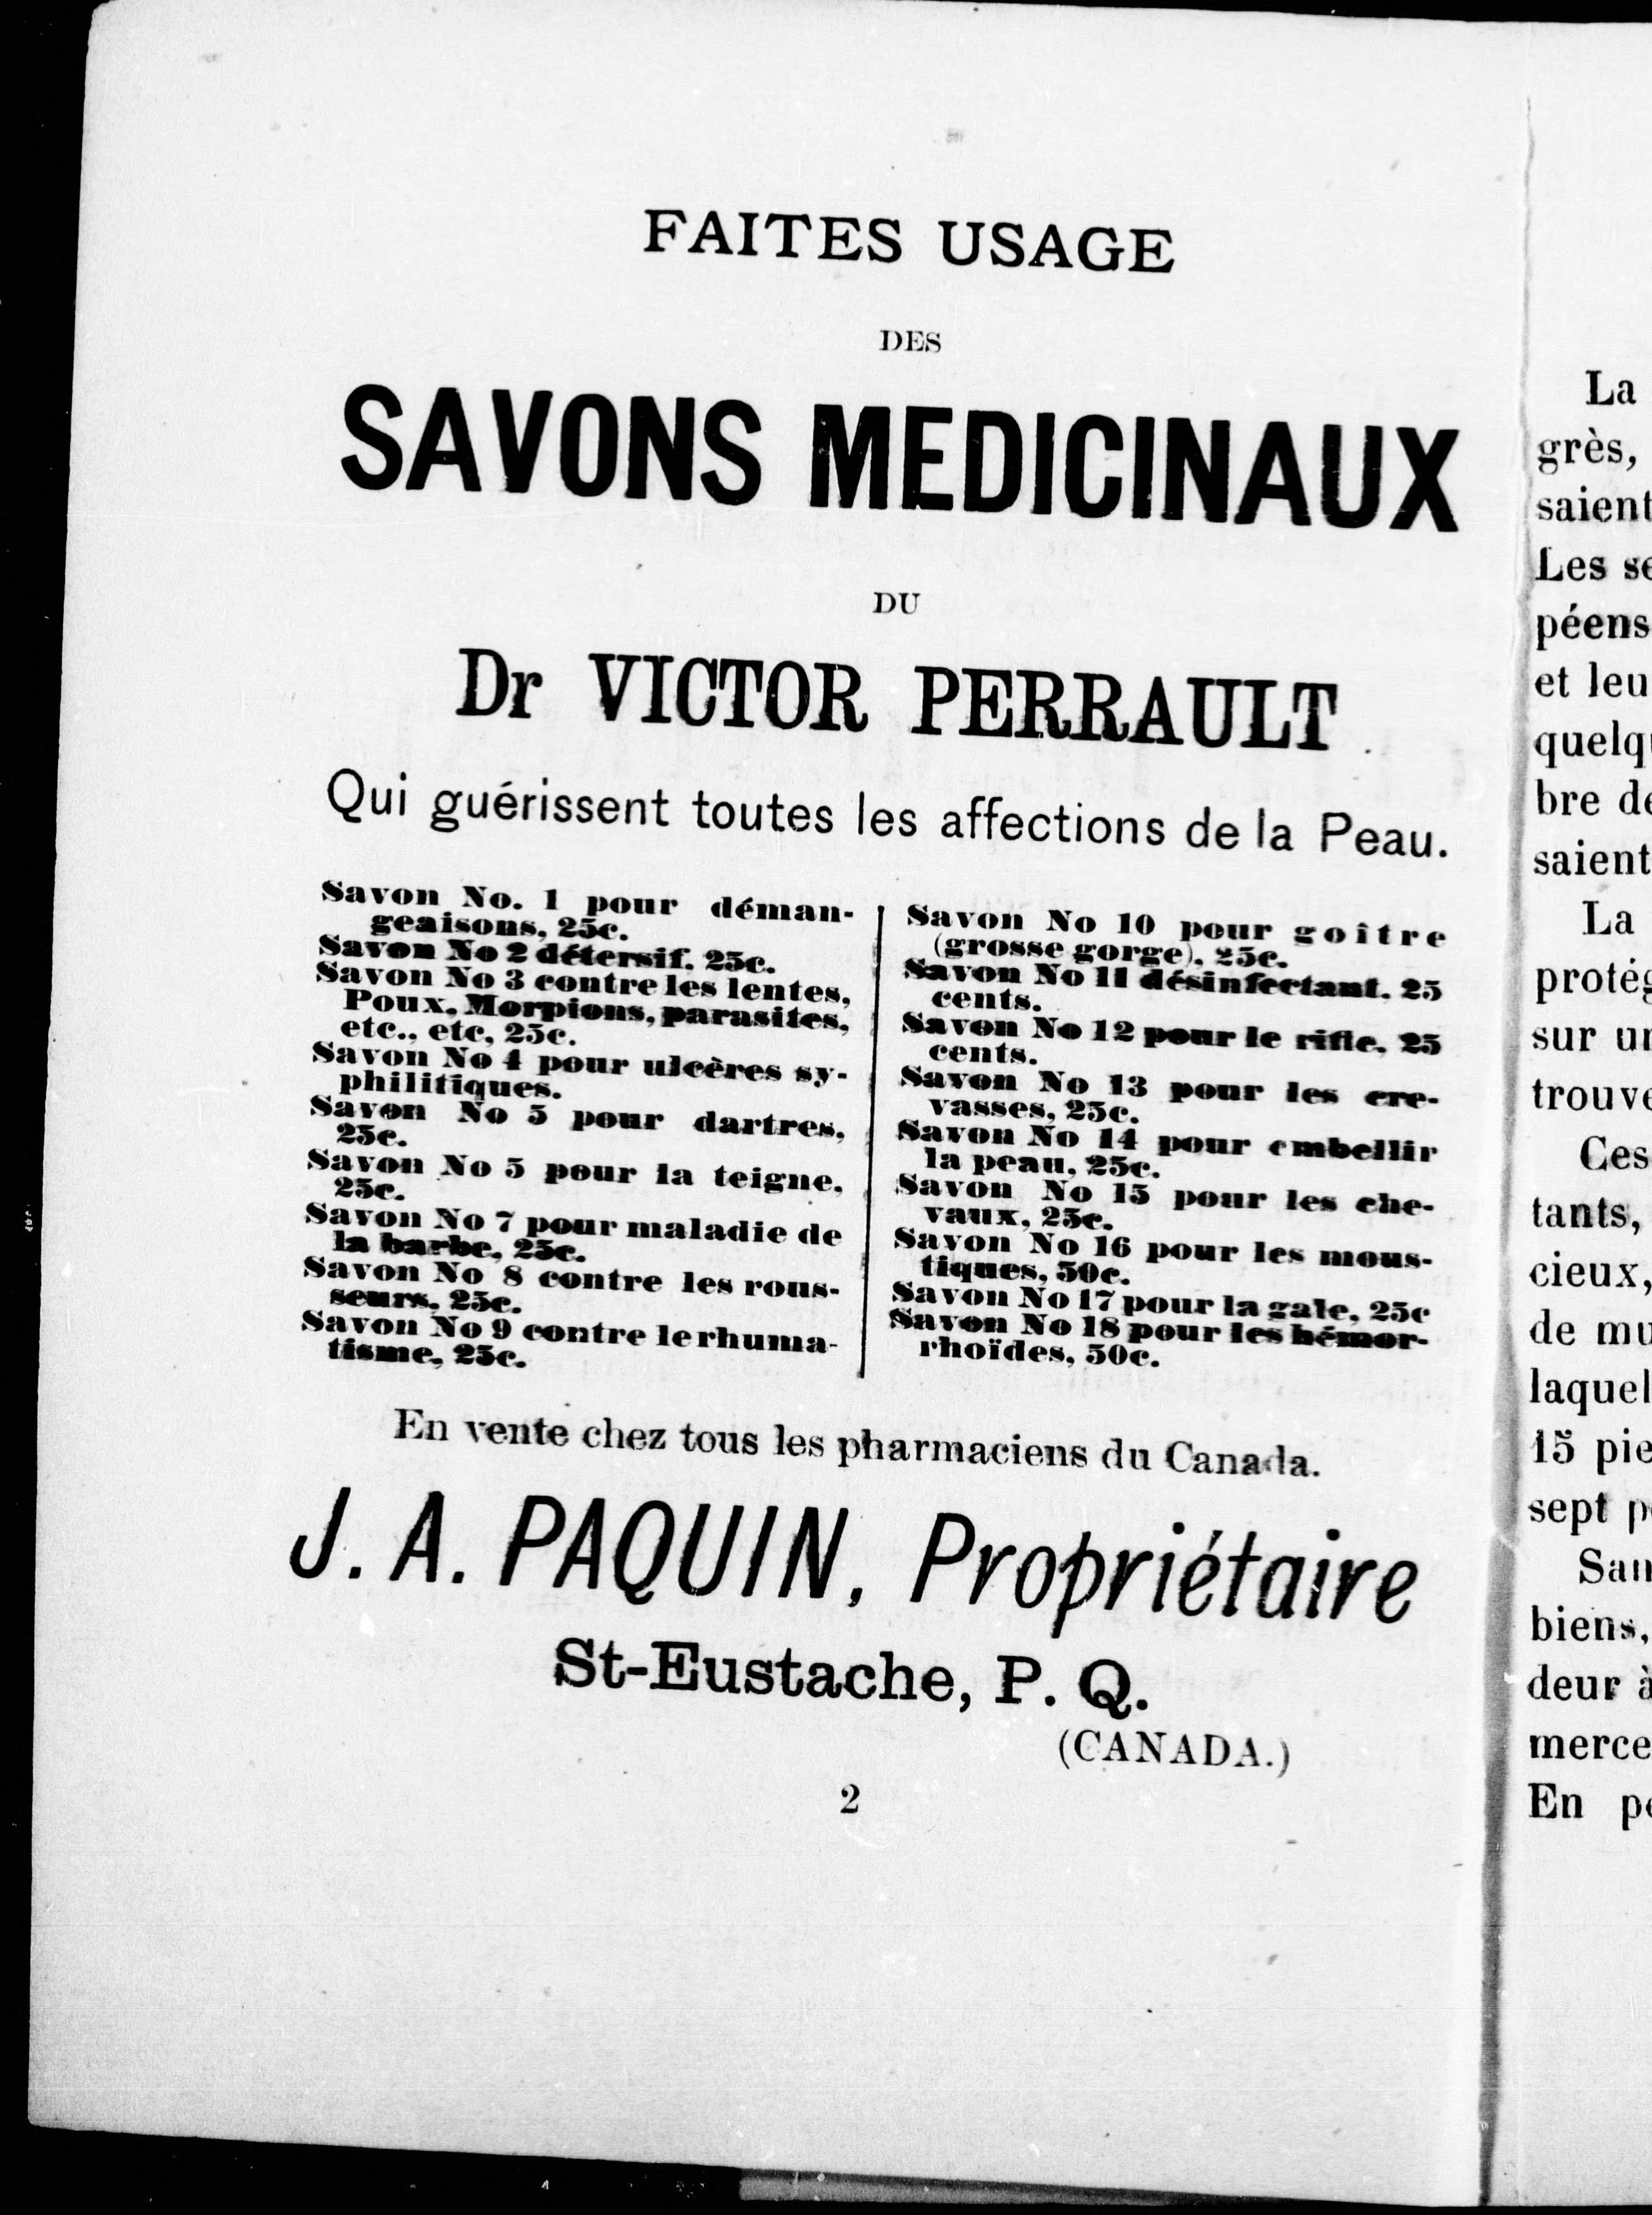 FAITES USAGE
DES
SAVONS MEDICINAUX
DU
Dr VICTOR PERRAULT
Qui guérissent toutes les affections de la Peau.
Savon No. 1 pour déman-
geaisons, 25c.
Savon No 2 détersif, 25c.
Savon No 3 contre les lentes,
Poux, Morpions, parasites,
etc., etc, 25c.
Savon No 4 pour ulcères sy-
philitiques.
Savon No 5 pour dartres,
25c.
Savon No 5 pour la teigne,
25c.
Savon No 7 pour maladie de
la barbe, 25c.
Savon No 8 contre les rous-
seurs, 25c.
Savon No 9 contre le rhuma-
tisme, 25c.
Savon No 10 pour goître
(grosse gorge), 25c.
Savon No 11 désinfectant, 25
cents.
Savon No 12 pour le rifle, 25
cents.
Savon No 13 pour les cre-
vasses, 25c.
Savon No 14 pour embellir
la peau, 25c.
Savon No 15 pour les che-
vaux, 25c.
Savon No 16 pour les mous-
tiques, 50c.
Savon No 17 pour la gale, 25c
Savon No 18 pour les hémor-
rhoïdes, 50c.
En vente chez tous les pharmaciens du Canada.
J. A. PAQUIN, Propriétaire
St-Eustache, P. Q.
(CANADA.)
2
La
grès,
saient
Les
péens
et
bre
saient
La
sur
Ces
tants,
cieux,
de
15
sept
biens,
deur à
merce
En